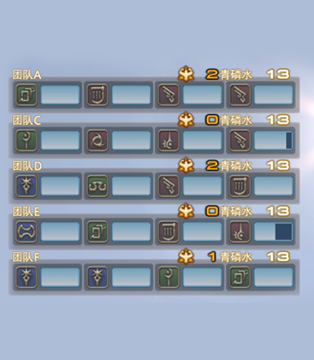 团队A 2 青磷水 13
团队C 0 青磷水 13
团队D 2 青磷水 13
团队E 0 青磷水 13
团队F 1 青磷水 13